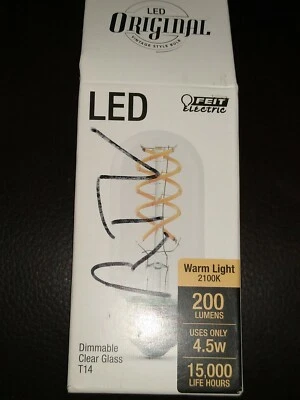 LED
ORIGINAL
VINTAGE STYLE BULB
LED
FEIT
electric
RTV
Warm Light
2100K
200
LUMENS
USES ONLY
4.5W
15,000
LIFE HOURS
Dimmable
Clear Glass
T14